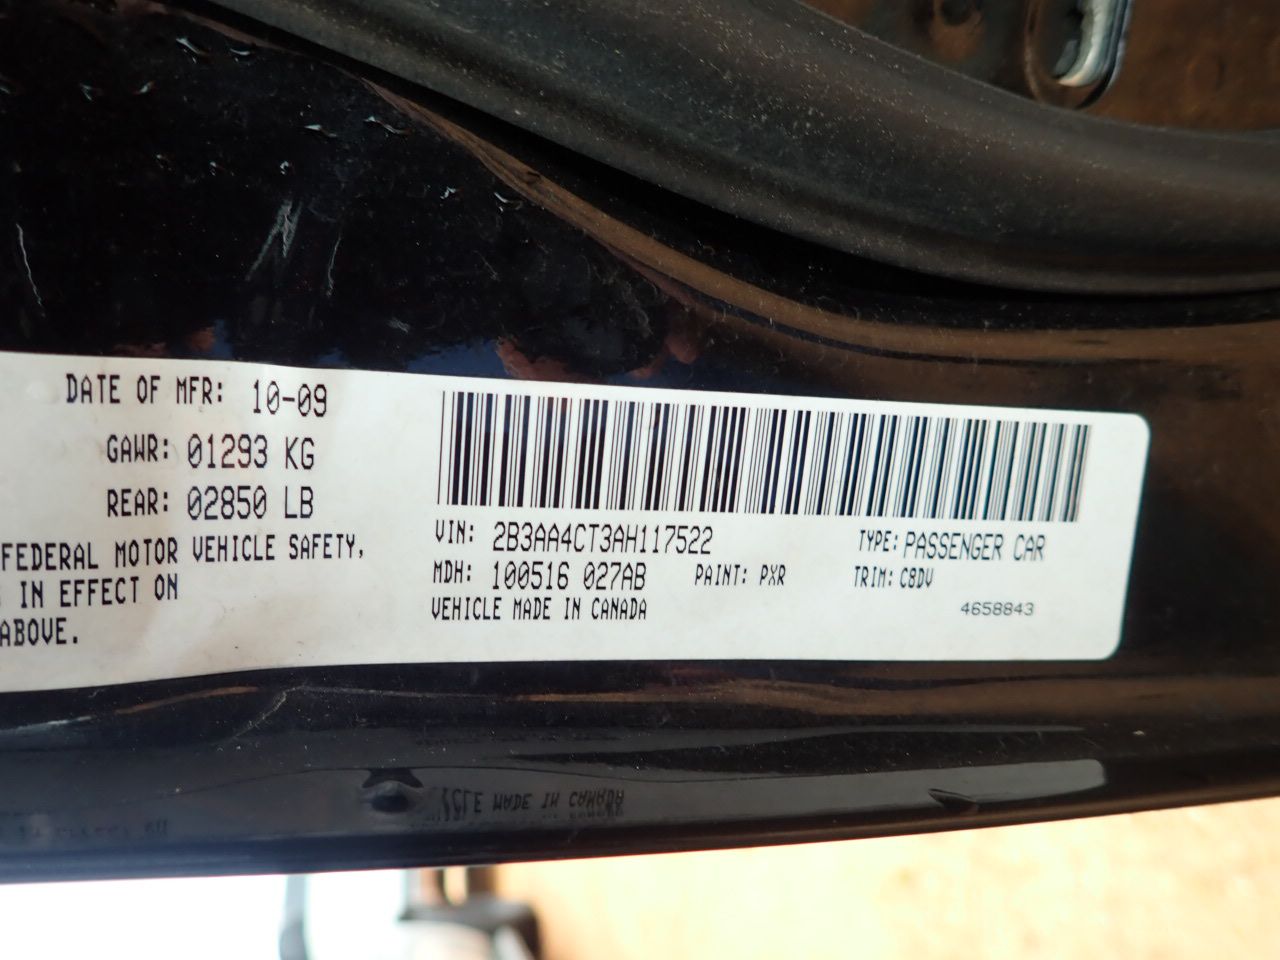 DATE OF MFR: 10-09
GAWR: 01293 KG
REAR: 02850 LB
FEDERAL MOTOR VEHICLE SAFETY,
IN EFFECT ON
ABOVE.
VIN: 2B3AA4CT3AH117522 TYPE: PASSENGER CAR
MDH: 100516 027AB PAINT: PXR TRIM: C8DV
VEHICLE MADE IN CANADA 4658843